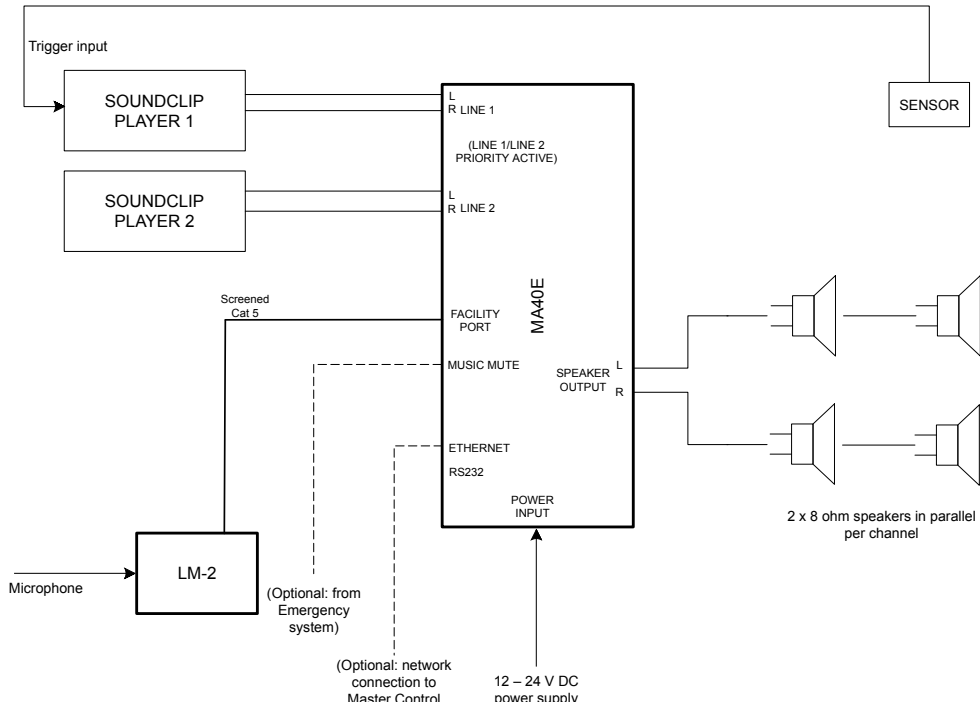 Trigger input
SOUNDCLIP
PLAYER 1
SENSOR
L
R LINE 1
(LINE 1/LINE 2
PRIORITY ACTIVE)
SOUNDCLIP
PLAYER 2
L
R LINE 2
MA40E
Screened
Cat 5
FACILITY
PORT
MUSIC MUTE
SPEAKER
OUTPUT
L
R
ETHERNET
RS232
POWER
INPUT
2 x 8 ohm speakers in parallel
per channel
LM-2
Microphone
(Optional: from
Emergency
system)
(Optional: network
connection to
Master Control
12 – 24 V DC
power supply